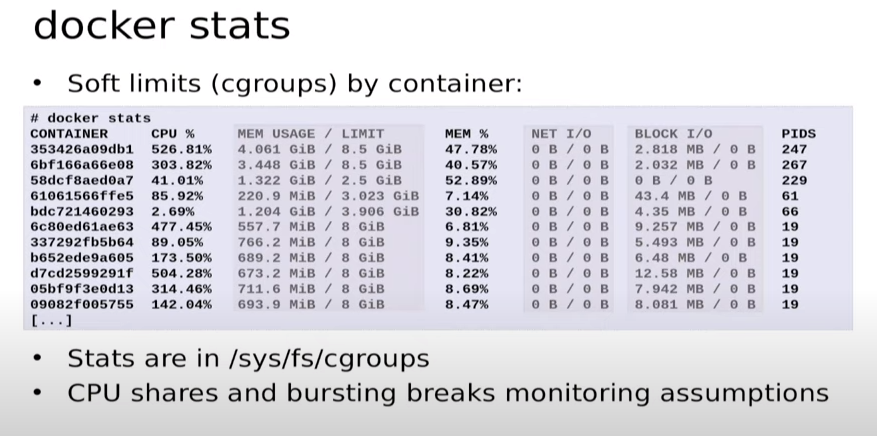 docker stats
• Soft limits (cgroups) by container:
# docker stats
CONTAINER CPU % MEM USAGE / LIMIT MEM % NET I/O BLOCK I/O PIDS
353426a09db1 526.81% 4.061 GiB / 8.5 GiB 47.78% 0 B / 0 B 2.818 MB / 0 B 247
6bf166a66e08 303.82% 3.448 GiB / 8.5 GiB 40.57% 0 B / 0 B 2.032 MB / 0 B 267
58dcf8aed0a7 41.01% 1.322 GiB / 2.5 GiB 52.89% 0 B / 0 B 0 B / 0 B 229
61061566ffe5 85.92% 220.9 MiB / 3.023 GiB 7.14% 0 B / 0 B 43.4 MB / 0 B 61
bdc721460293 2.69% 1.204 GiB / 3.906 GiB 30.82% 0 B / 0 B 4.35 MB / 0 B 66
6c80ed61ae63 477.45% 557.7 MiB / 8 GiB 6.81% 0 B / 0 B 9.257 MB / 0 B 19
337292fb5b64 89.05% 766.2 MiB / 8 GiB 9.35% 0 B / 0 B 5.493 MB / 0 B 19
b652ede9a605 173.50% 689.2 MiB / 8 GiB 8.41% 0 B / 0 B 6.48 MB / 0 B 19
d7cd2599291f 504.28% 673.2 MiB / 8 GiB 8.22% 0 B / 0 B 12.58 MB / 0 B 19
05bf9f3e0d13 314.46% 711.6 MiB / 8 GiB 8.69% 0 B / 0 B 7.942 MB / 0 B 19
09082f005755 142.04% 693.9 MiB / 8 GiB 8.47% 0 B / 0 B 8.081 MB / 0 B 19
[...]
• Stats are in /sys/fs/cgroups
• CPU shares and bursting breaks monitoring assumptions